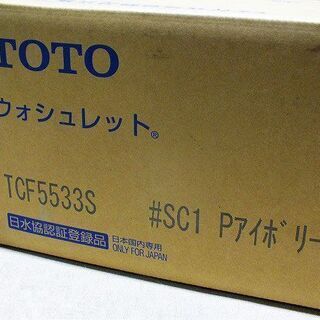 TOTO
ウォシュレット®
TCF5533S #SC1 Pアイボリー
日水協認証登録品 日本国内専用
ONLY FOR JAPAN